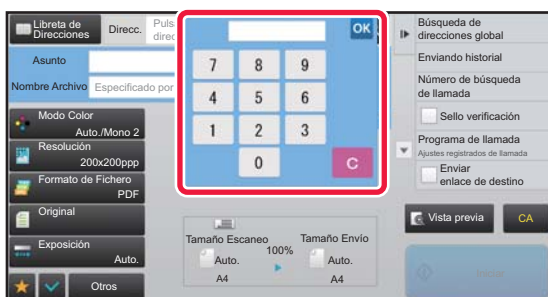 Libreta de
Direcciones
Direcc.
Puls
direc
Asunto
Nombre Archivo
Especificado por
Modo Color
Auto./Mono 2
Resolución
200x200ppp
Formato de Fichero
PDF
Original
Exposición
Auto.
Otros
OK
7 8 9
4 5 6
1 2 3
0 C
Tamaño Escaneo
100%
Tamaño Envío
Auto.
A4
Auto.
A4
Búsqueda de
direcciones global
Enviando historial
Número de búsqueda
de llamada
Sello verificación
Programa de llamada
Ajustes registrados de llamada
Enviar
enlace de destino
Vista previa
CA
Iniciar